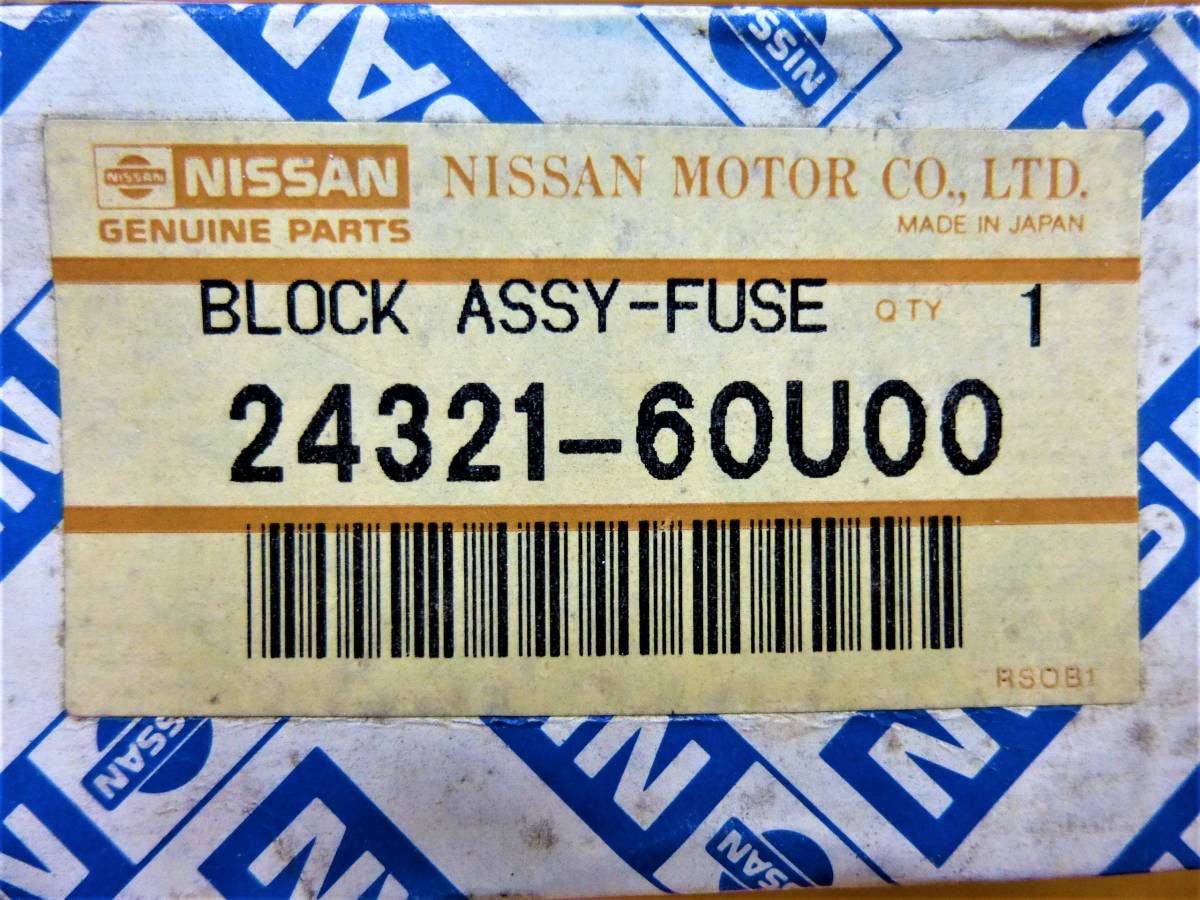 NISSAN
NISSAN
GENUINE PARTS
NISSAN MOTOR CO., LTD.
MADE IN JAPAN
BLOCK ASSY-FUSE QTY 1
24321-60U00
RSOB1